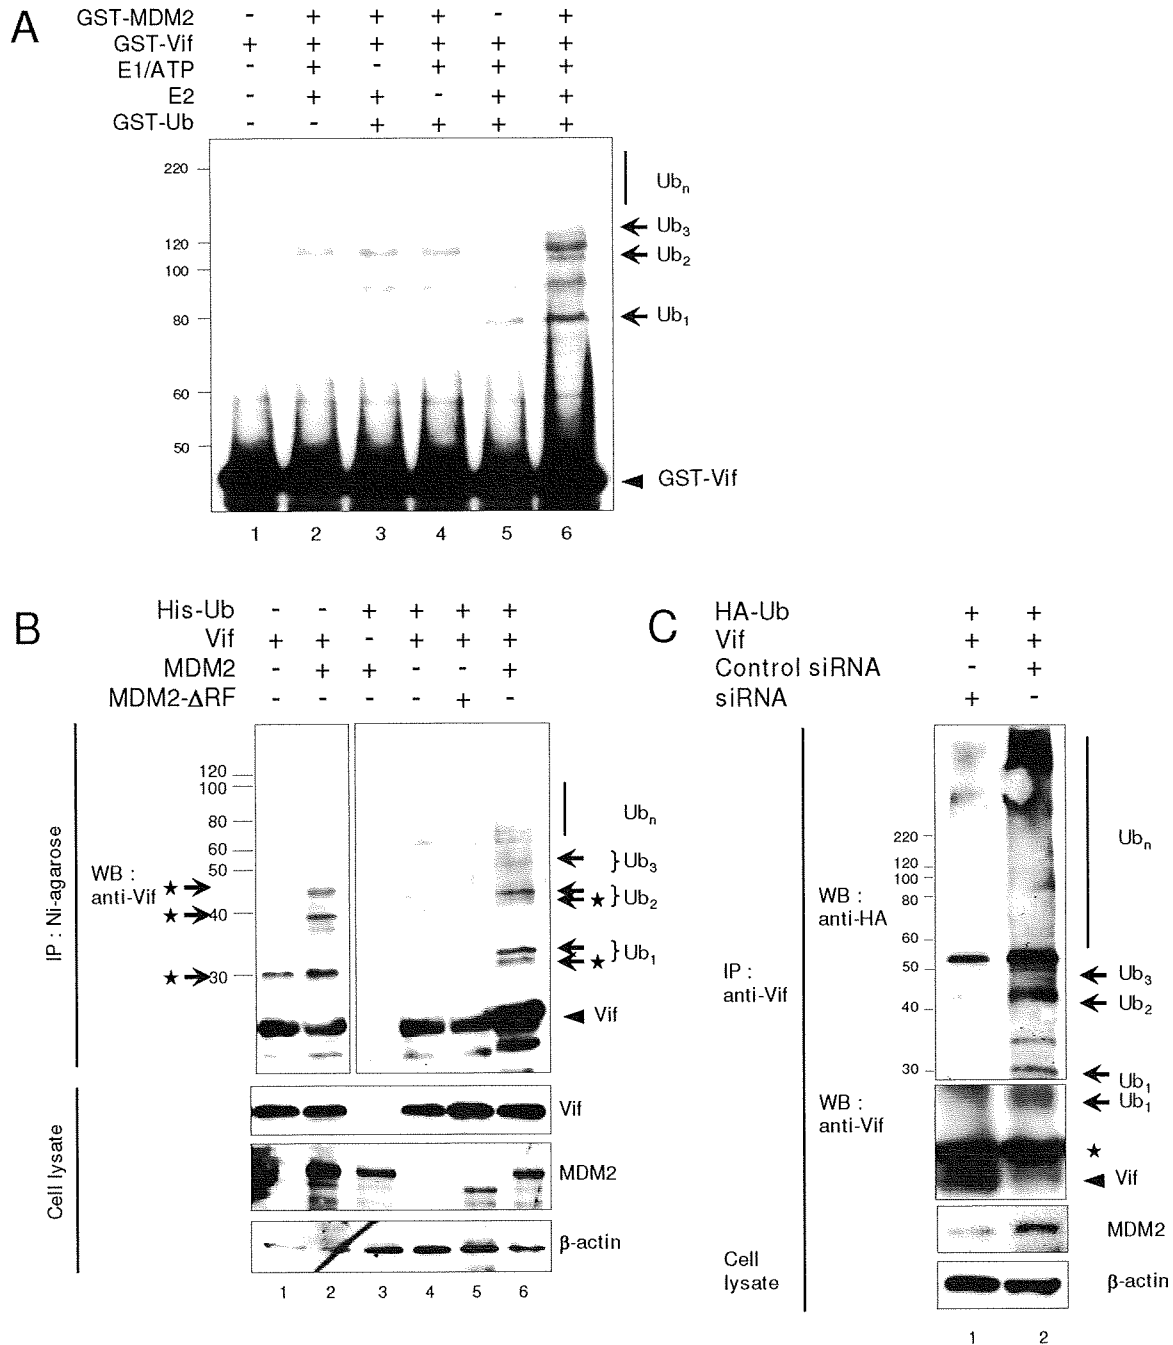 A
GST-MDM2 - + + + - +
GST-Vif + + + + + +
E1/ATP - + - + + +
E2 - + + - + +
GST-Ub - - + + + +
220
Ubn
Ub3
120
Ub2
100
80
Ub1
60
50
GST-Vif
1 2 3 4 5 6
B
His-Ub - - + + + +
Vif + + - + + +
MDM2 - + + - - +
MDM2-ΔRF - - - - + -
IP : Ni-agarose
WB :
anti-Vif
120
100
80
60
50
40
30
Ubn
} Ub3
★ } Ub2
} Ub1
★
★
★
★
Vif
Cell lysate
Vif
MDM2
β-actin
1 2 3 4 5 6
C
HA-Ub + +
Vif + +
Control siRNA - +
siRNA + -
IP :
anti-Vif
WB :
anti-HA
220
120
100
80
60
50
40
30
Ubn
Ub3
Ub2
Ub1
WB :
anti-Vif
Ub1
★
Vif
MDM2
Cell
lysate
β-actin
1 2